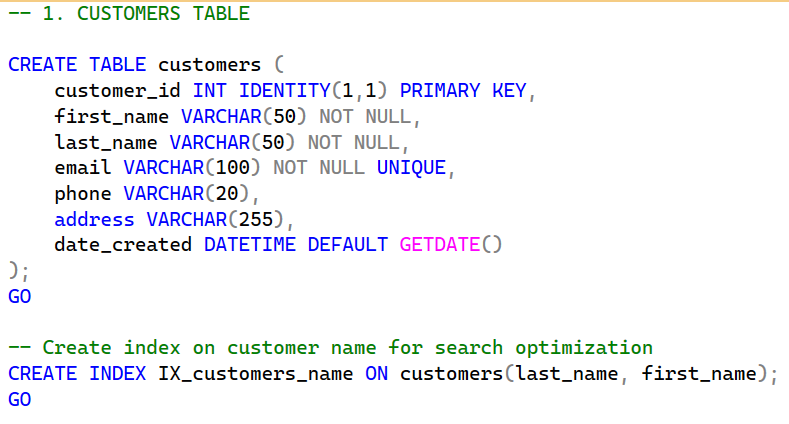 -- 1. CUSTOMERS TABLE
CREATE TABLE customers (
    customer_id INT IDENTITY(1,1) PRIMARY KEY,
    first_name VARCHAR(50) NOT NULL,
    last_name VARCHAR(50) NOT NULL,
    email VARCHAR(100) NOT NULL UNIQUE,
    phone VARCHAR(20),
    address VARCHAR(255),
    date_created DATETIME DEFAULT GETDATE()
);
GO
-- Create index on customer name for search optimization
CREATE INDEX IX_customers_name ON customers(last_name, first_name);
GO